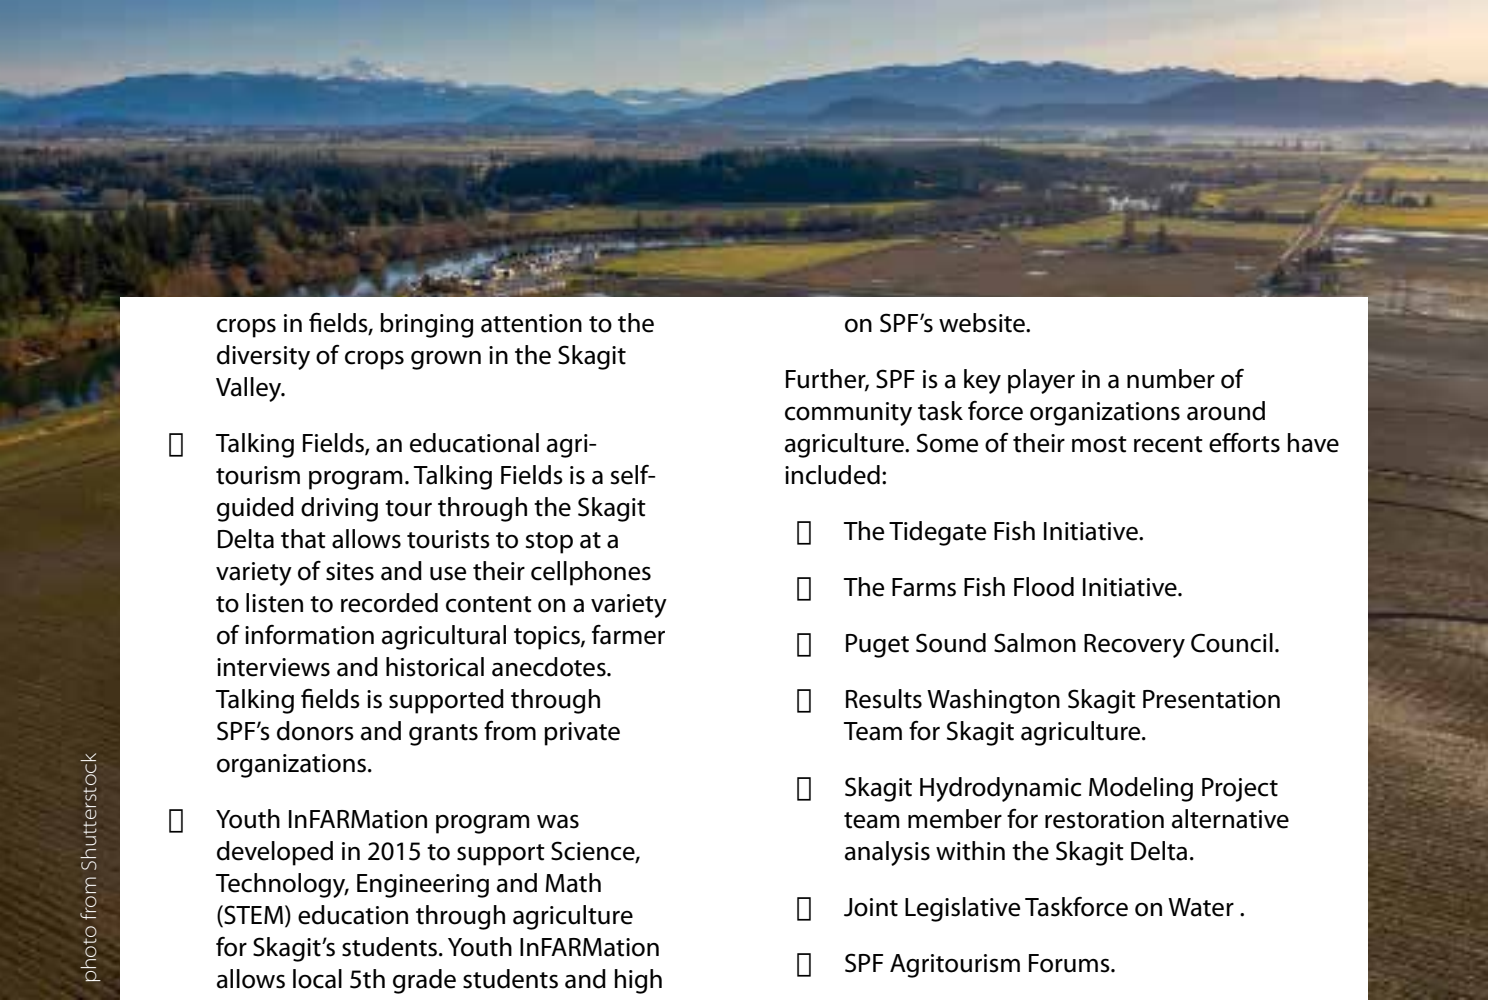 crops in fields, bringing attention to the
diversity of crops grown in the Skagit
Valley.
Talking Fields, an educational agri-
tourism program. Talking Fields is a self-
guided driving tour through the Skagit
Delta that allows tourists to stop at a
variety of sites and use their cellphones
to listen to recorded content on a variety
of information agricultural topics, farmer
interviews and historical anecdotes.
Talking fields is supported through
SPF’s donors and grants from private
organizations.
Youth InFARMation program was
developed in 2015 to support Science,
Technology, Engineering and Math
(STEM) education through agriculture
for Skagit’s students. Youth InFARMation
allows local 5th grade students and high
on SPF’s website.
Further, SPF is a key player in a number of
community task force organizations around
agriculture. Some of their most recent efforts have
included:
The Tidegate Fish Initiative.
The Farms Fish Flood Initiative.
Puget Sound Salmon Recovery Council.
Results Washington Skagit Presentation
Team for Skagit agriculture.
Skagit Hydrodynamic Modeling Project
team member for restoration alternative
analysis within the Skagit Delta.
Joint Legislative Taskforce on Water .
SPF Agritourism Forums.
photo from Shutterstock